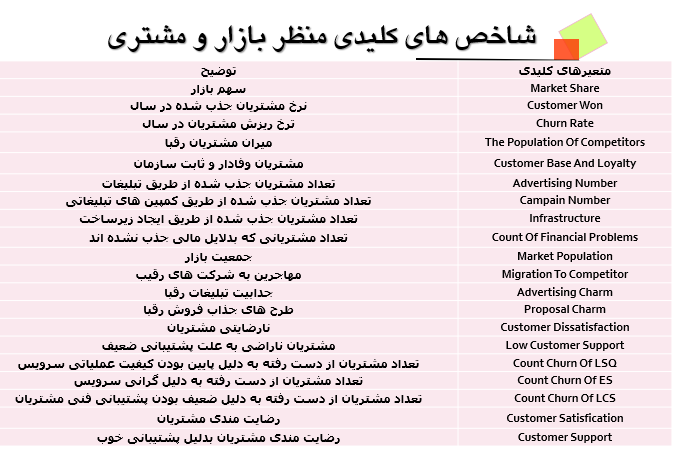 شاخص های کلیدی منظر بازار و مشتری
متعیرهای کلیدی توضیح
Market Share سهم بازار
Customer Won نرخ مشتریان جذب شده در سال
Churn Rate نرخ ریزش مشتریان در سال
The Population Of Competitors میزان مشتریان رقبا
Customer Base And Loyalty مشتریان وفادار و ثابت سازمان
Advertising Number تعداد مشتریان جذب شده از طریق تبلیغات
Campain Number تعداد مشتریان جذب شده از طریق کمپین های تبلیغاتی
Infrastructure تعداد مشتریان جذب شده از طریق ایجاد زیرساخت
Count Of Financial Problems تعداد مشتریانی که بدلایل مالی جذب نشده اند
Market Population جمعیت بازار
Migration To Competitor مهاجرین به شرکت های رقیب
Advertising Charm جذابیت تبلیغات رقبا
Proposal Charm طرح های جذاب فروش رقبا
Customer Dissatisfaction نارضایتی مشتریان
Low Customer Support مشتریان ناراضی به علت پشتیبانی ضعیف
Count Churn Of LSQ تعداد مشتریان از دست رفته به دلیل پایین بودن کیفیت عملیاتی سرویس
Count Churn Of ES تعداد مشتریان از دست رفته به دلیل گرانی سرویس
Count Churn Of LCS تعداد مشتریان از دست رفته به دلیل ضعیف بودن پشتیبانی فنی مشتریان
Customer Satisfication رضایت مندی مشتریان
Customer Support رضایت مندی مشتریان بدلیل پشتیبانی خوب